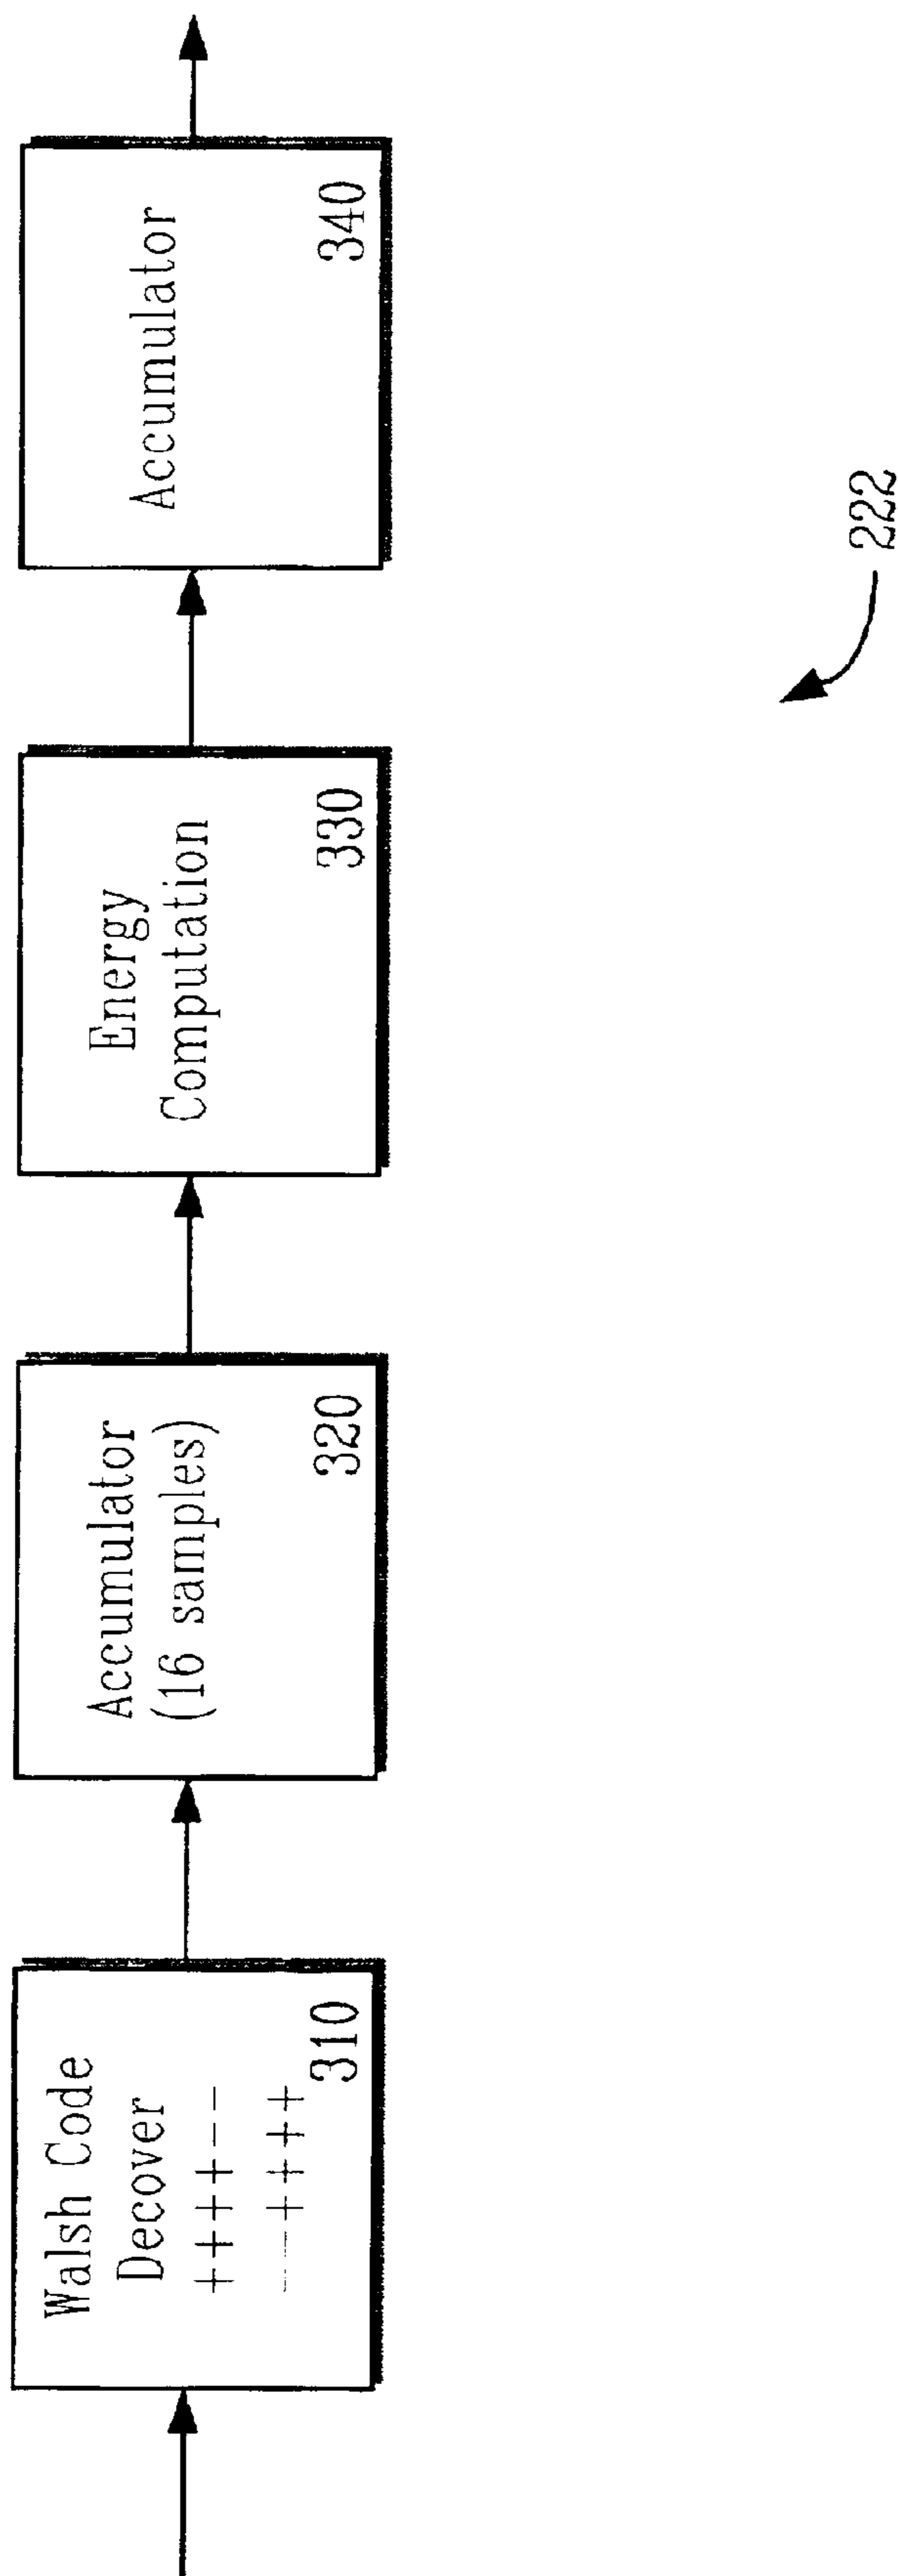 Walsh Code
Decover
++++--
--++++
310
Accumulator
(16 samples)
320
Energy
Computation
330
Accumulator
340
222